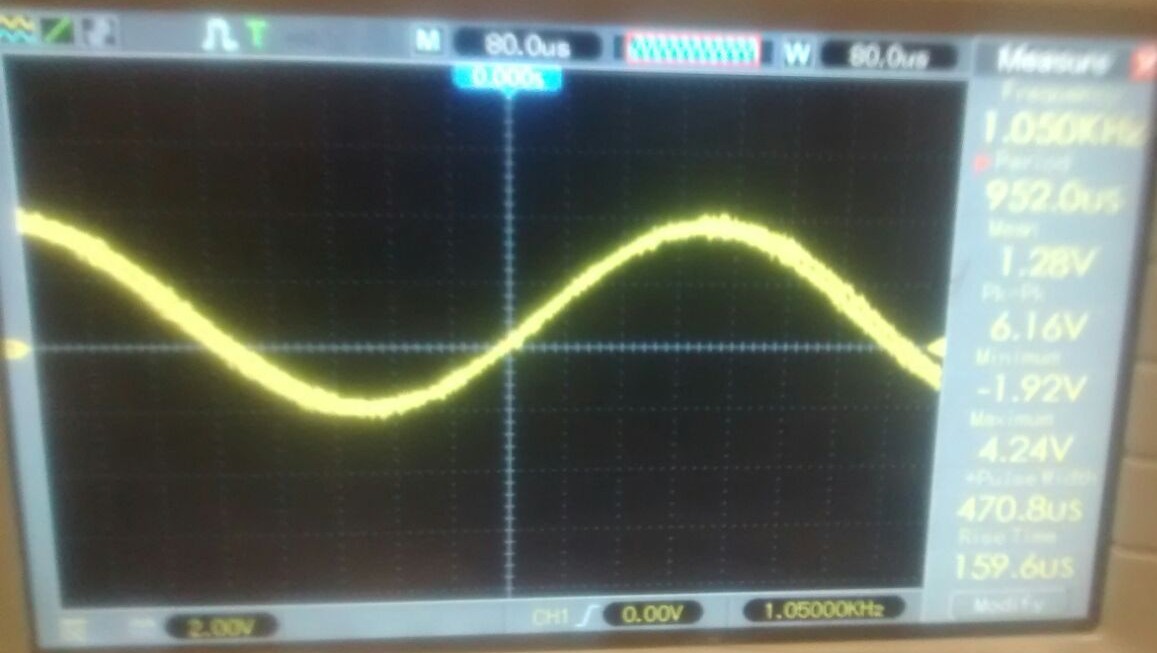 T M 80.0us W 80.0us Measure
0.000s
Frequency
1.050KHz
Period
952.0us
Mean
1.28V
Pk-Pk
6.16V
Minimum
-1.92V
Maximum
4.24V
+Pulse Width
470.8us
Rise Time
159.6us
2.00V CH1 0.00V 1.05000KHz Modify